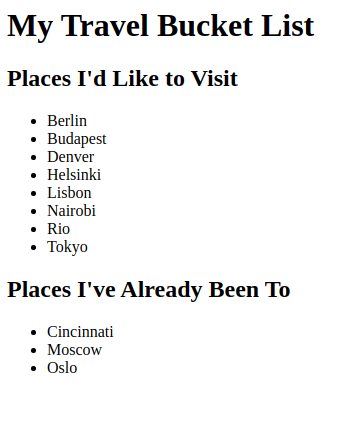 My Travel Bucket List
Places I'd Like to Visit
Berlin
Budapest
Denver
Helsinki
Lisbon
Nairobi
Rio
Tokyo
Places I've Already Been To
Cincinnati
Moscow
Oslo